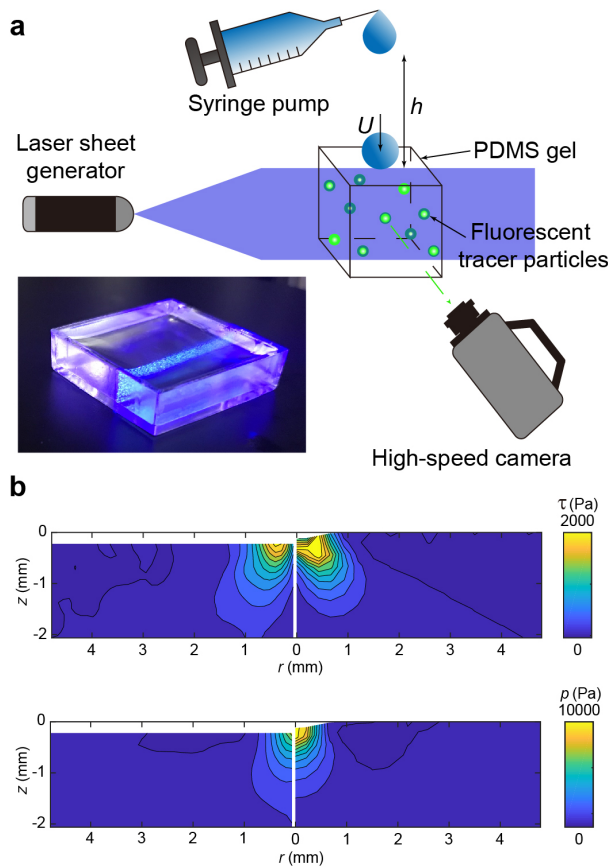 a
Syringe pump
h
U
Laser sheet
generator
PDMS gel
Fluorescent
tracer particles
High-speed camera
b
τ (Pa)
2000
0
0
-1
-2
z (mm)
4 3 2 1 0 1 2 3 4
r (mm)
p (Pa)
10000
0
0
-1
-2
z (mm)
4 3 2 1 0 1 2 3 4
r (mm)